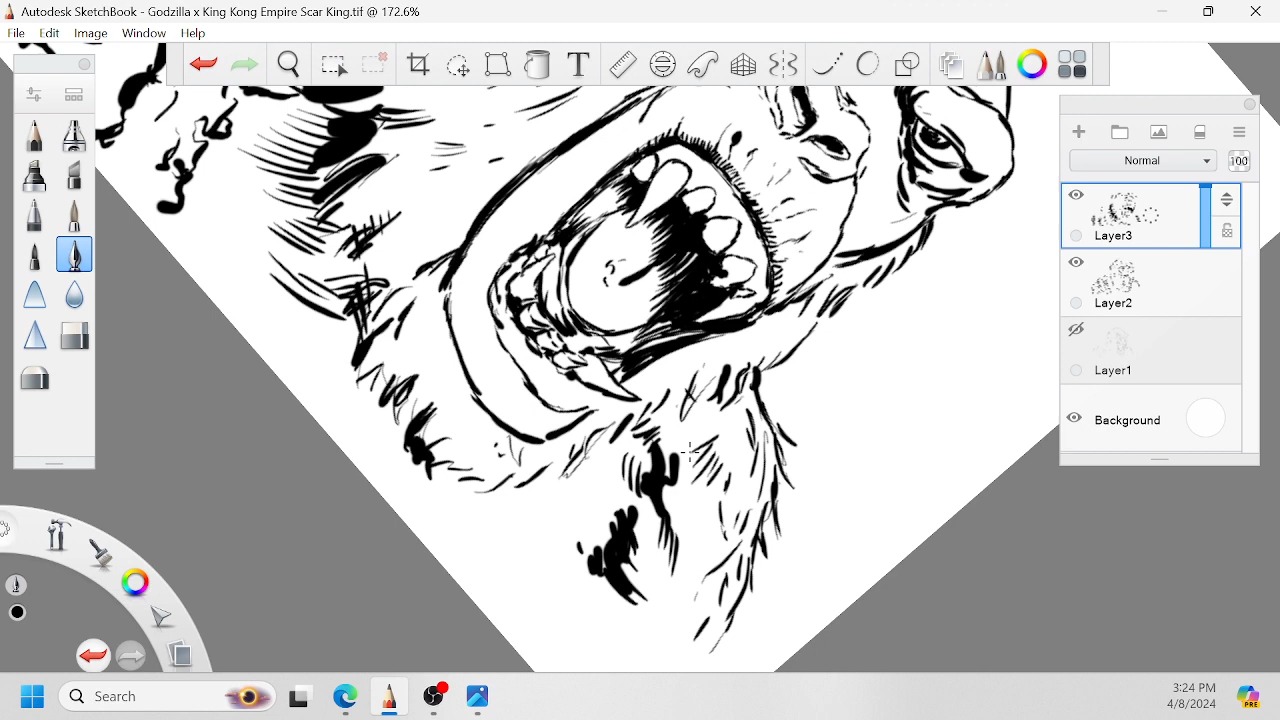 Autodesk SketchBook - Godzilla x King Kong Empire Scar King.tif @ 172.6%
File Edit Image Window Help
T
Normal 100
Layer3
Layer2
Layer1
Background
Search
PRE
3:24 PM
4/8/2024